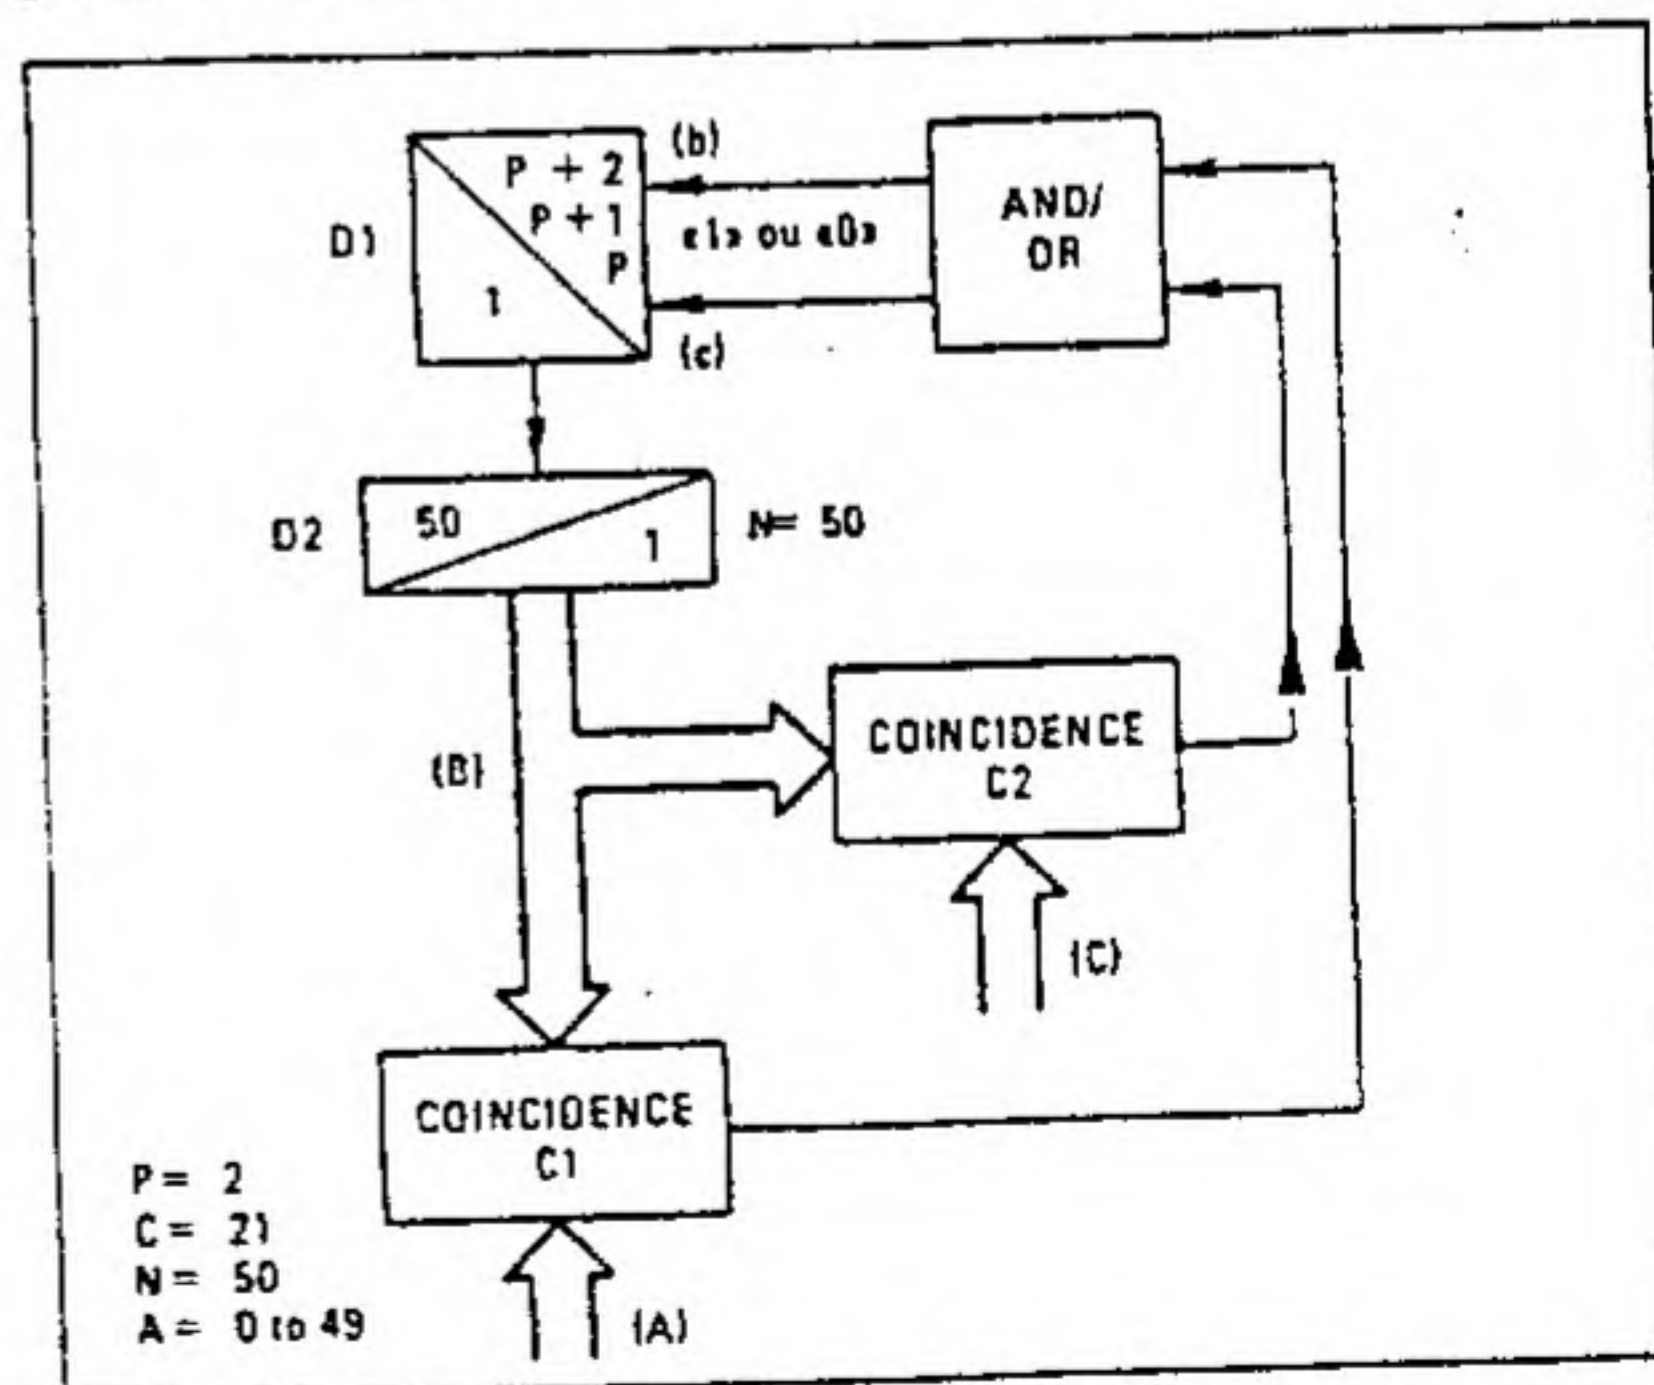 (b)
P + 2
P + 1
P
D1
1
«1» ou «0»
AND/
OR
(c)
D2
50
1
N= 50
(B)
COINCIDENCE
C2
(C)
COINCIDENCE
C1
P = 2
C = 21
N = 50
A = 0 to 49
(A)